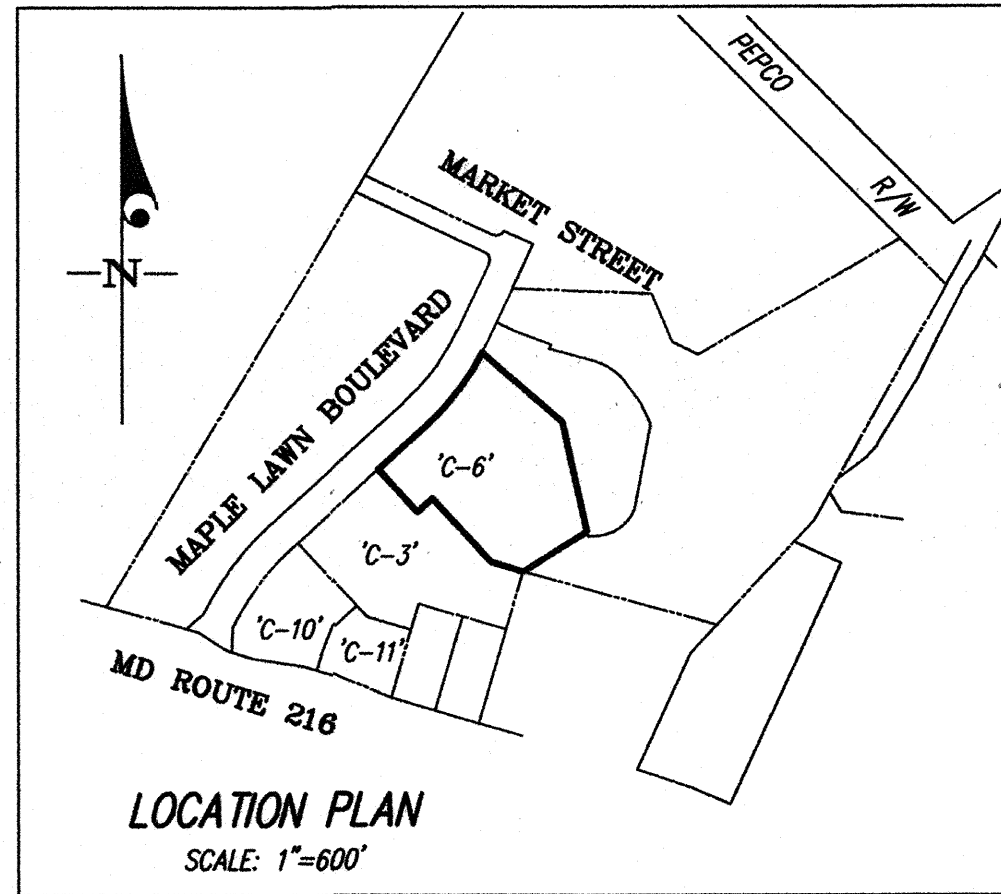 PEPCO
R/W
MARKET STREET
N
MAPLE LAWN BOULEVARD
'C-6'
'C-3'
'C-10'
'C-11'
MD ROUTE 216
LOCATION PLAN
SCALE: 1"=600'